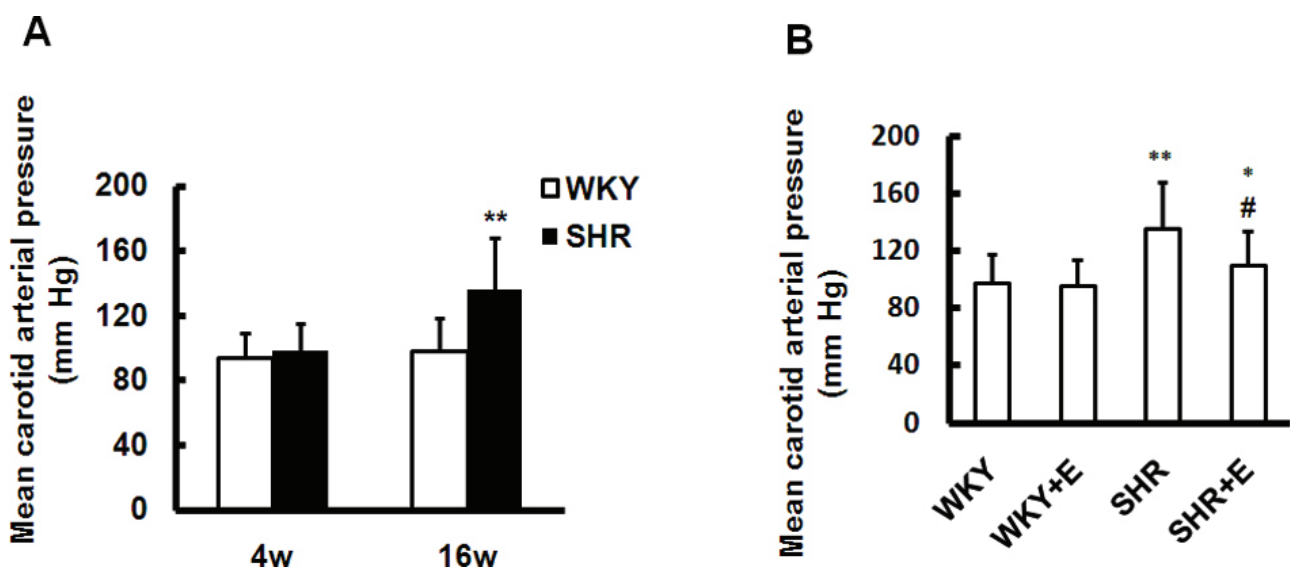 A
Mean carotid arterial pressure
(mm Hg)
200
160
120
80
40
0
**
WKY
SHR
4w
16w
B
Mean carotid arterial pressure
(mm Hg)
200
160
120
80
40
0
**
*
#
WKY
WKY+E
SHR
SHR+E